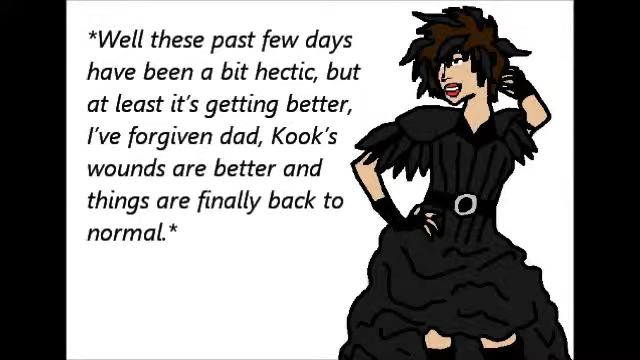 *Well these past few days
have been a bit hectic, but
at least it's getting better,
I've forgiven dad, Kook's
wounds are better and
things are finally back to
normal.*